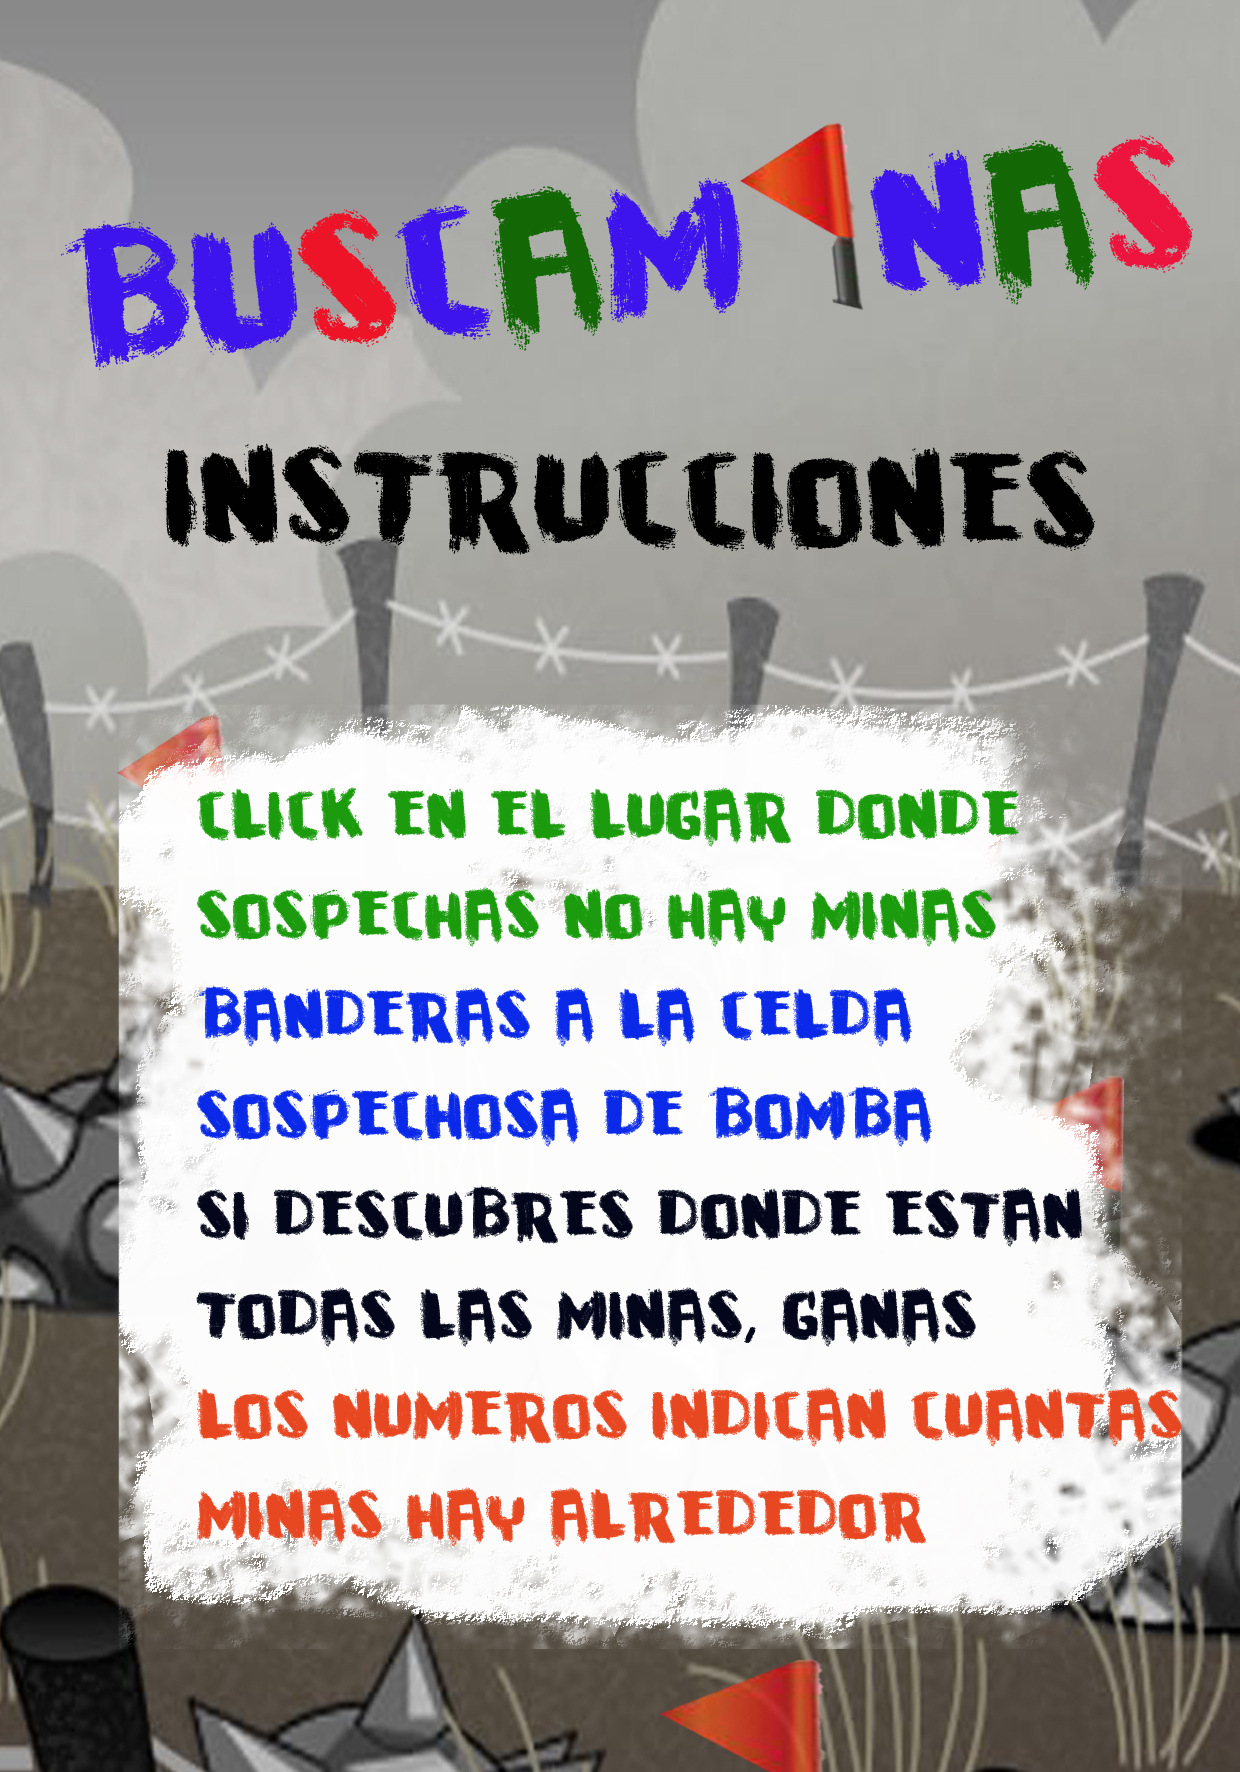 BUSCAMINAS
INSTRUCCIONES
CLICK EN EL LUGAR DONDE
SOSPECHAS NO HAY MINAS
BANDERAS A LA CELDA
SOSPECHOSA DE BOMBA
SI DESCUBRES DONDE ESTAN
TODAS LAS MINAS, GANAS
LOS NUMEROS INDICAN CUANTAS
MINAS HAY ALREDEDOR